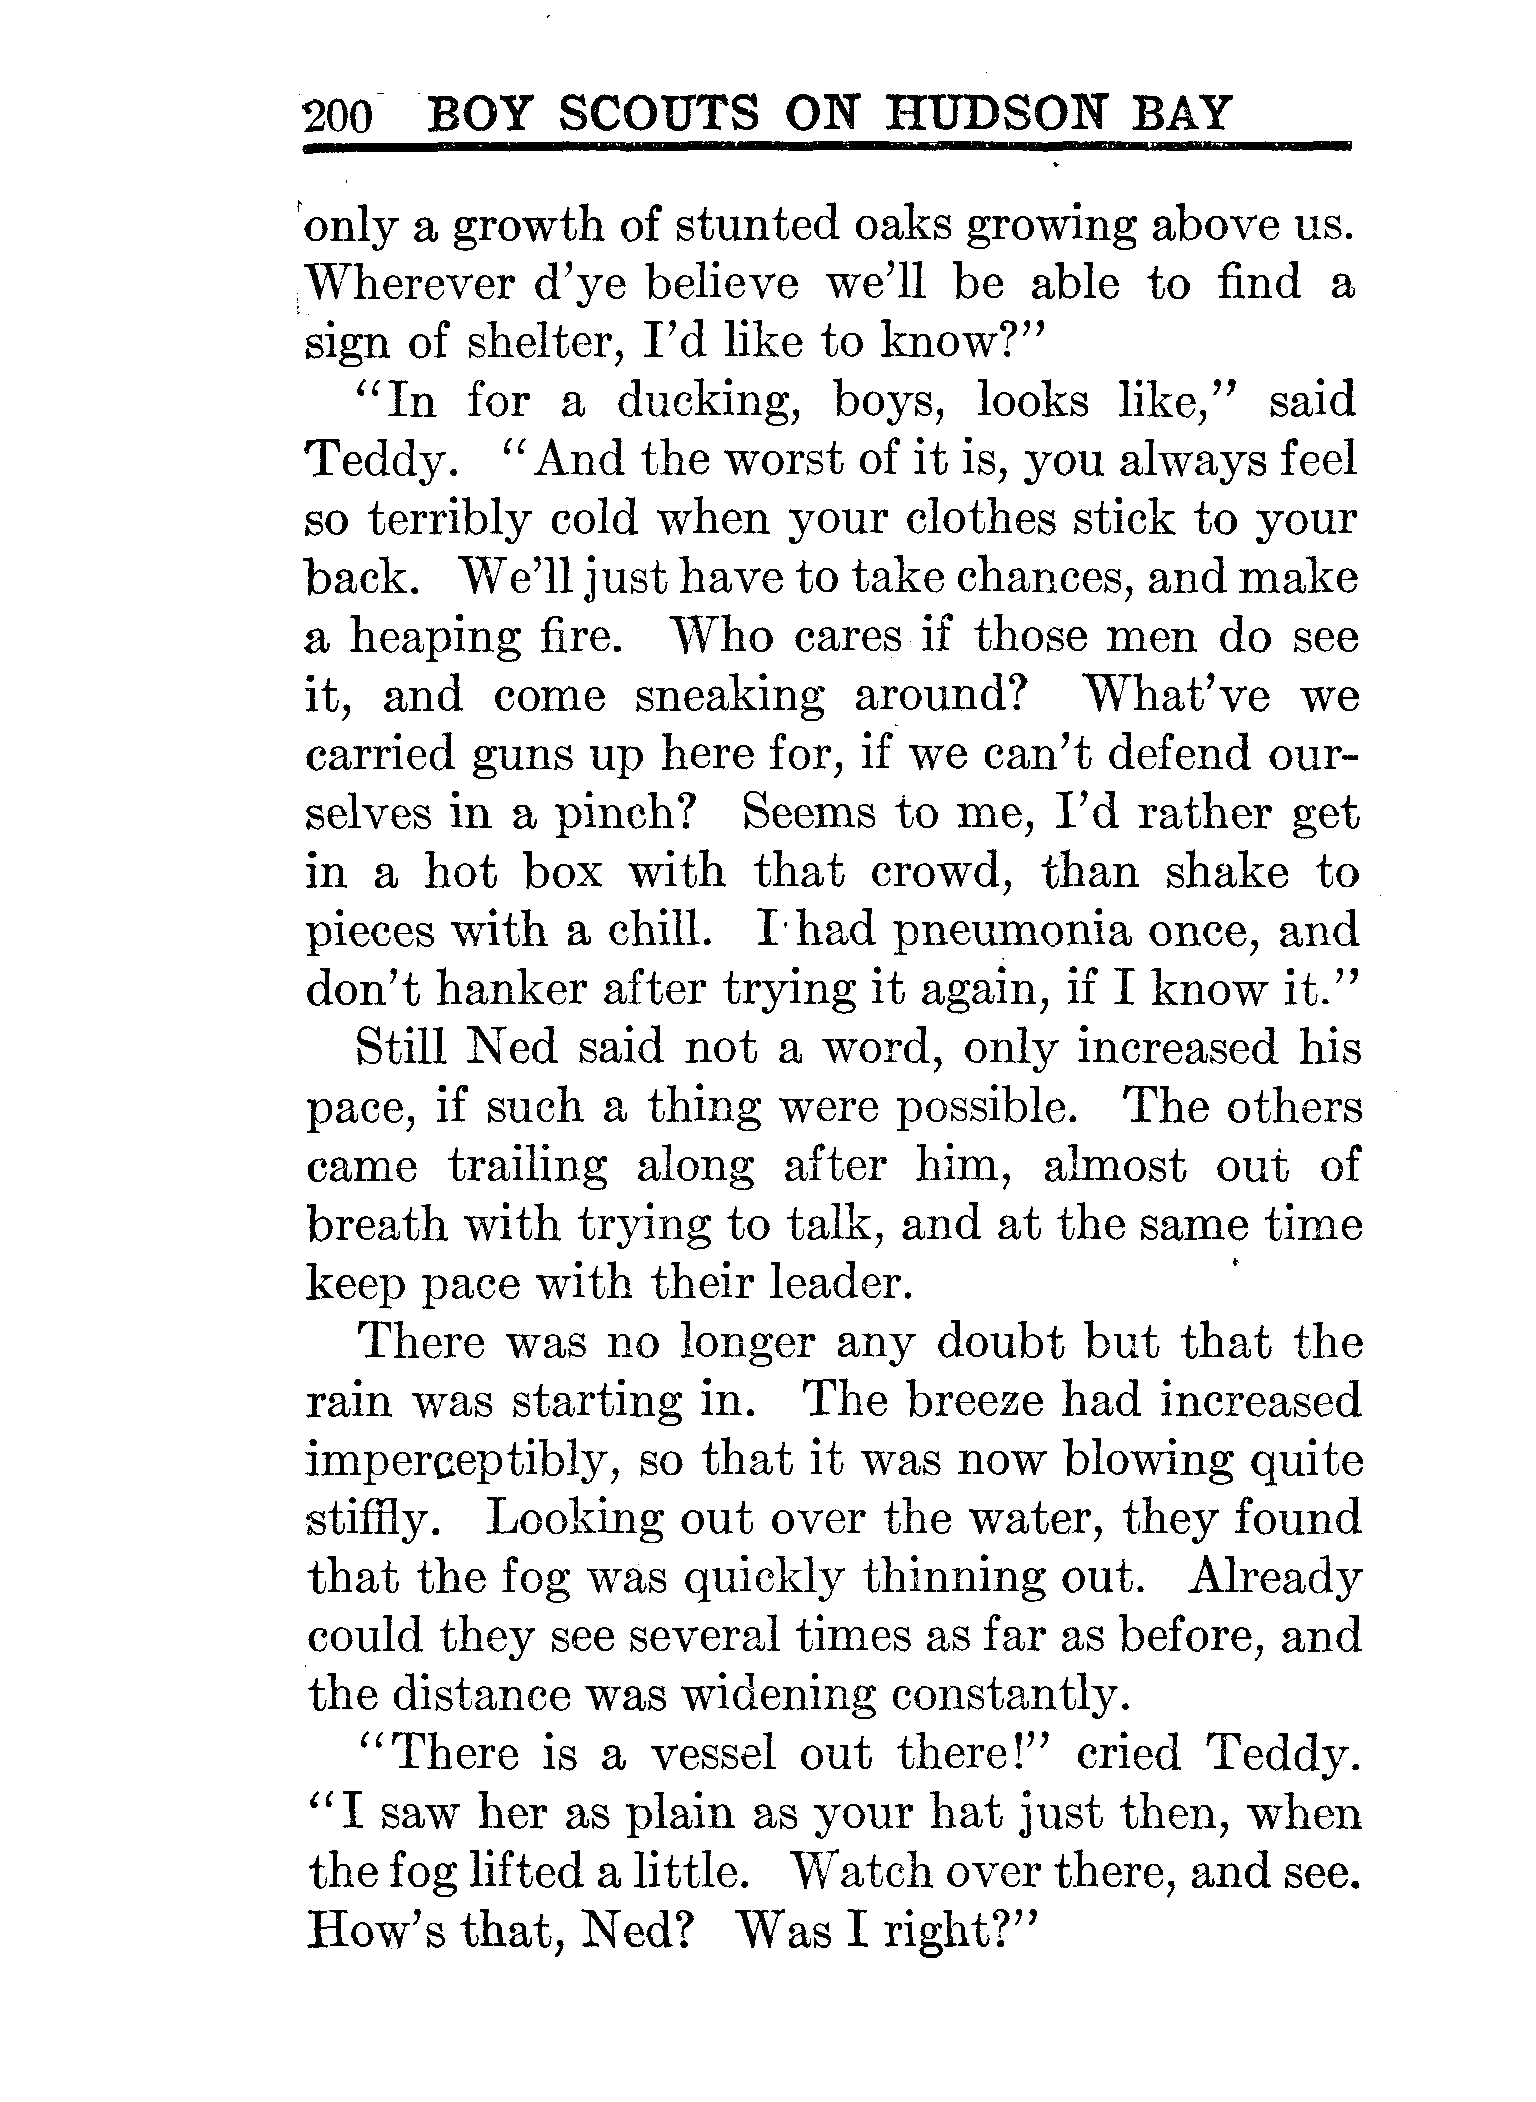 200 BOY SCOUTS ON HUDSON BAY
only a growth of stunted oaks growing above us.
Wherever d'ye believe we'll be able to find a
sign of shelter, I'd like to know?"
"In for a ducking, boys, looks like," said
Teddy. "And the worst of it is, you always feel
so terribly cold when your clothes stick to your
back. We'll just have to take chances, and make
a heaping fire. Who cares if those men do see
it, and come sneaking around? What've we
carried guns up here for, if we can't defend our-
selves in a pinch? Seems to me, I'd rather get
in a hot box with that crowd, than shake to
pieces with a chill. I had pneumonia once, and
don't hanker after trying it again, if I know it."
Still Ned said not a word, only increased his
pace, if such a thing were possible. The others
came trailing along after him, almost out of
breath with trying to talk, and at the same time
keep pace with their leader.
There was no longer any doubt but that the
rain was starting in. The breeze had increased
imperceptibly, so that it was now blowing quite
stiffly. Looking out over the water, they found
that the fog was quickly thinning out. Already
could they see several times as far as before, and
the distance was widening constantly.
"There is a vessel out there!" cried Teddy.
"I saw her as plain as your hat just then, when
the fog lifted a little. Watch over there, and see.
How's that, Ned? Was I right?"